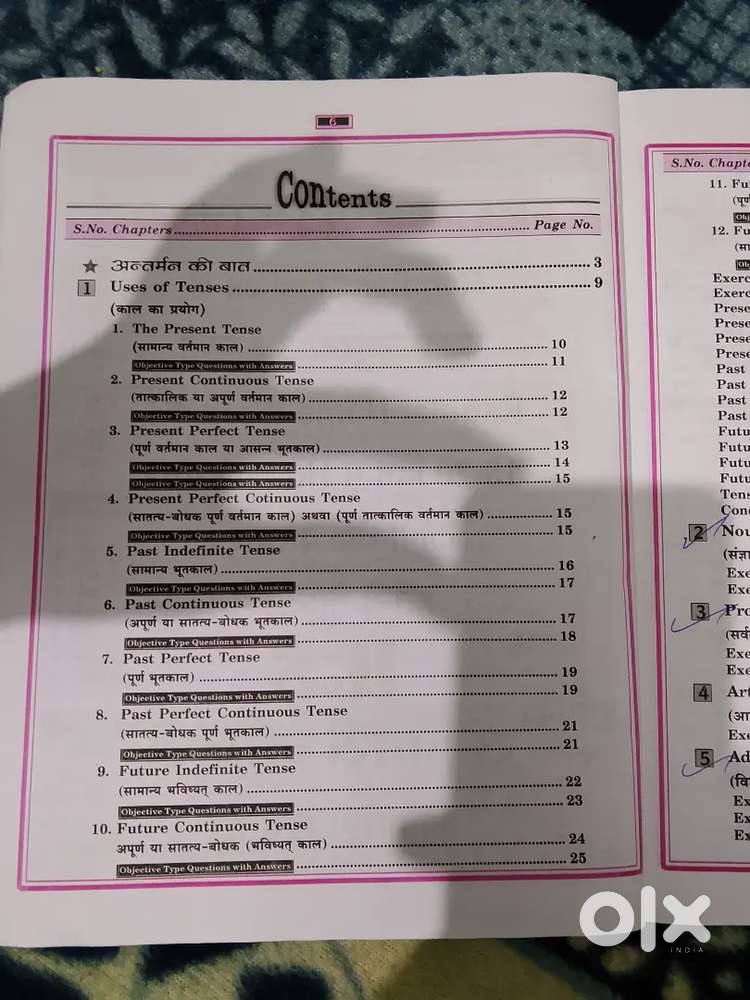 6
Contents
S.No. Chapters.......... Page No.
★ अन्तर्मन की बात .......... 3
1 Uses of Tenses .......... 9
(काल का प्रयोग)
1. The Present Tense
(सामान्य वर्तमान काल) .......... 10
Objective Type Questions with Answers .......... 11
2. Present Continuous Tense
(तात्कालिक या अपूर्ण वर्तमान काल) .......... 12
Objective Type Questions with Answers .......... 12
3. Present Perfect Tense
(पूर्ण वर्तमान काल या आसन्न भूतकाल) .......... 13
Objective Type Questions with Answers .......... 14
Objective Type Questions with Answers .......... 15
4. Present Perfect Cotinuous Tense
(सातत्य-बोधक पूर्ण वर्तमान काल) अथवा (पूर्ण तात्कालिक वर्तमान काल) .......... 15
Objective Type Questions with Answers .......... 15
5. Past Indefinite Tense
(सामान्य भूतकाल) .......... 16
Objective Type Questions with Answers .......... 17
6. Past Continuous Tense
(अपूर्ण या सातत्य-बोधक भूतकाल) .......... 17
Objective Type Questions with Answers .......... 18
7. Past Perfect Tense
(पूर्ण भूतकाल) .......... 19
Objective Type Questions with Answers .......... 19
8. Past Perfect Continuous Tense
(सातत्य-बोधक पूर्ण भूतकाल) .......... 21
Objective Type Questions with Answers .......... 21
9. Future Indefinite Tense
(सामान्य भविष्यत् काल) .......... 22
Objective Type Questions with Answers .......... 23
10. Future Continuous Tense
अपूर्ण या सातत्य-बोधक (भविष्यत् काल) .......... 24
Objective Type Questions with Answers .......... 25
S.No. Chapte
11. Fu
(पूर्ण
Obj
12. Fu
(सा
Ob
Exerc
Exerc
Prese
Prese
Prese
Prese
Past
Past
Past
Past
Futu
Futu
Futu
Futu
Tens
Cond
2 Nou
(संज्ञा
Exe
Exe
3 Pro
(सर्व
Exe
Exe
4 Art
(आ
Exe
5 Ad
(वि
Ex
Ex
Ex
olx
INDIA